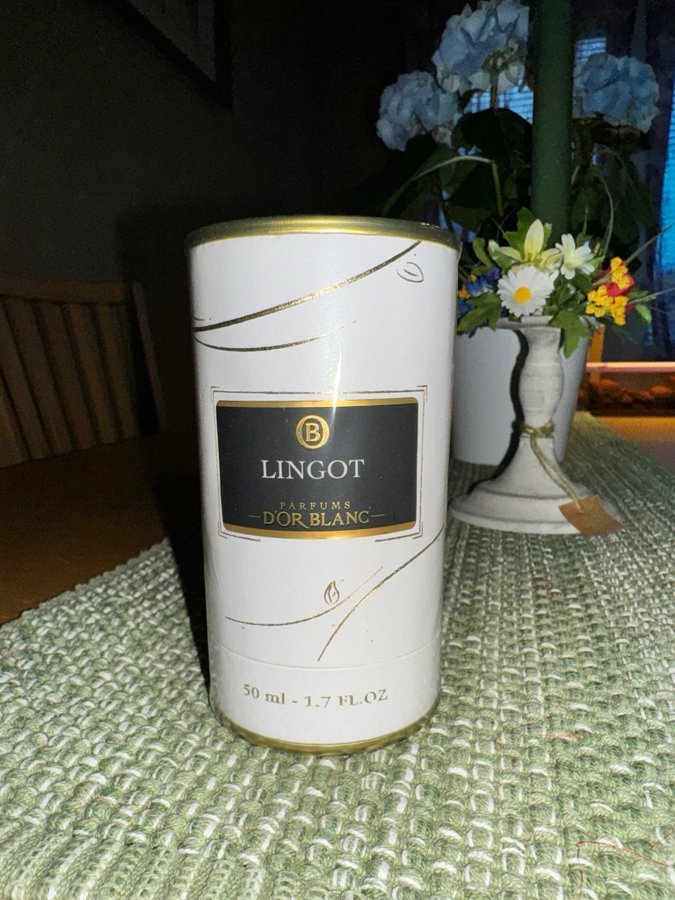 B
LINGOT
PARFUMS
D'OR BLANC
50 ml - 1.7 FL.OZ